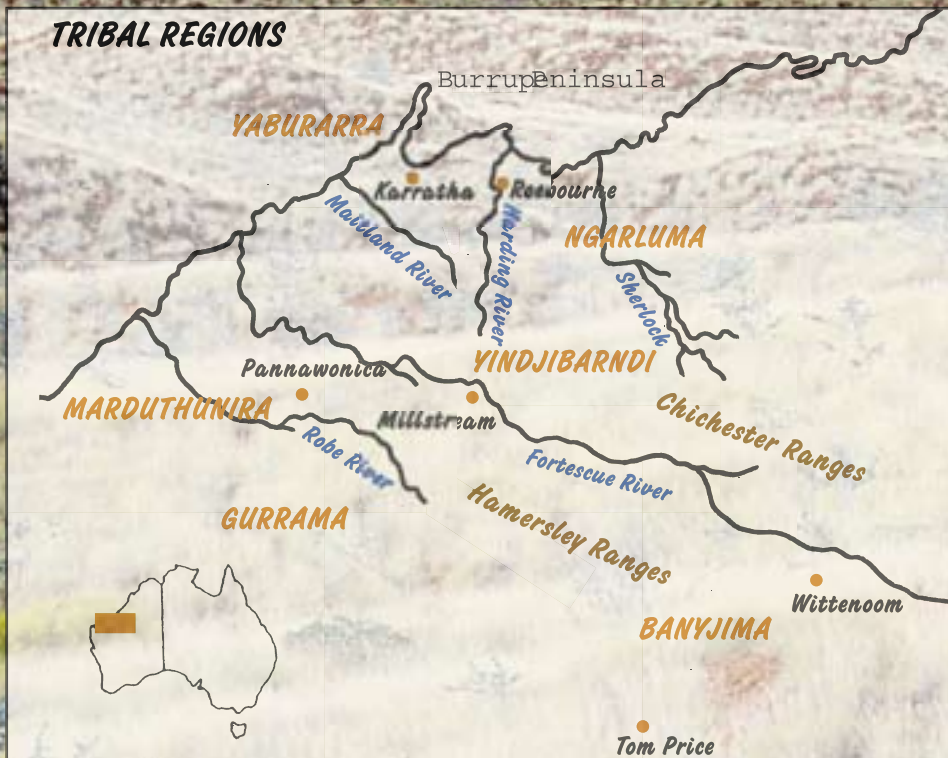 TRIBAL REGIONS
Burrup Peninsula
YABURARRA
Karratha
Roebourne
Maitland River
Harding River
NGARLUMA
Sherlock
YINDJIBARNDI
Pannawonica
MARDUTHUNIRA
Millstream
Chichester Ranges
Robe River
Fortescue River
Hamersley Ranges
GURRAMA
Wittenoom
BANYJIMA
Tom Price